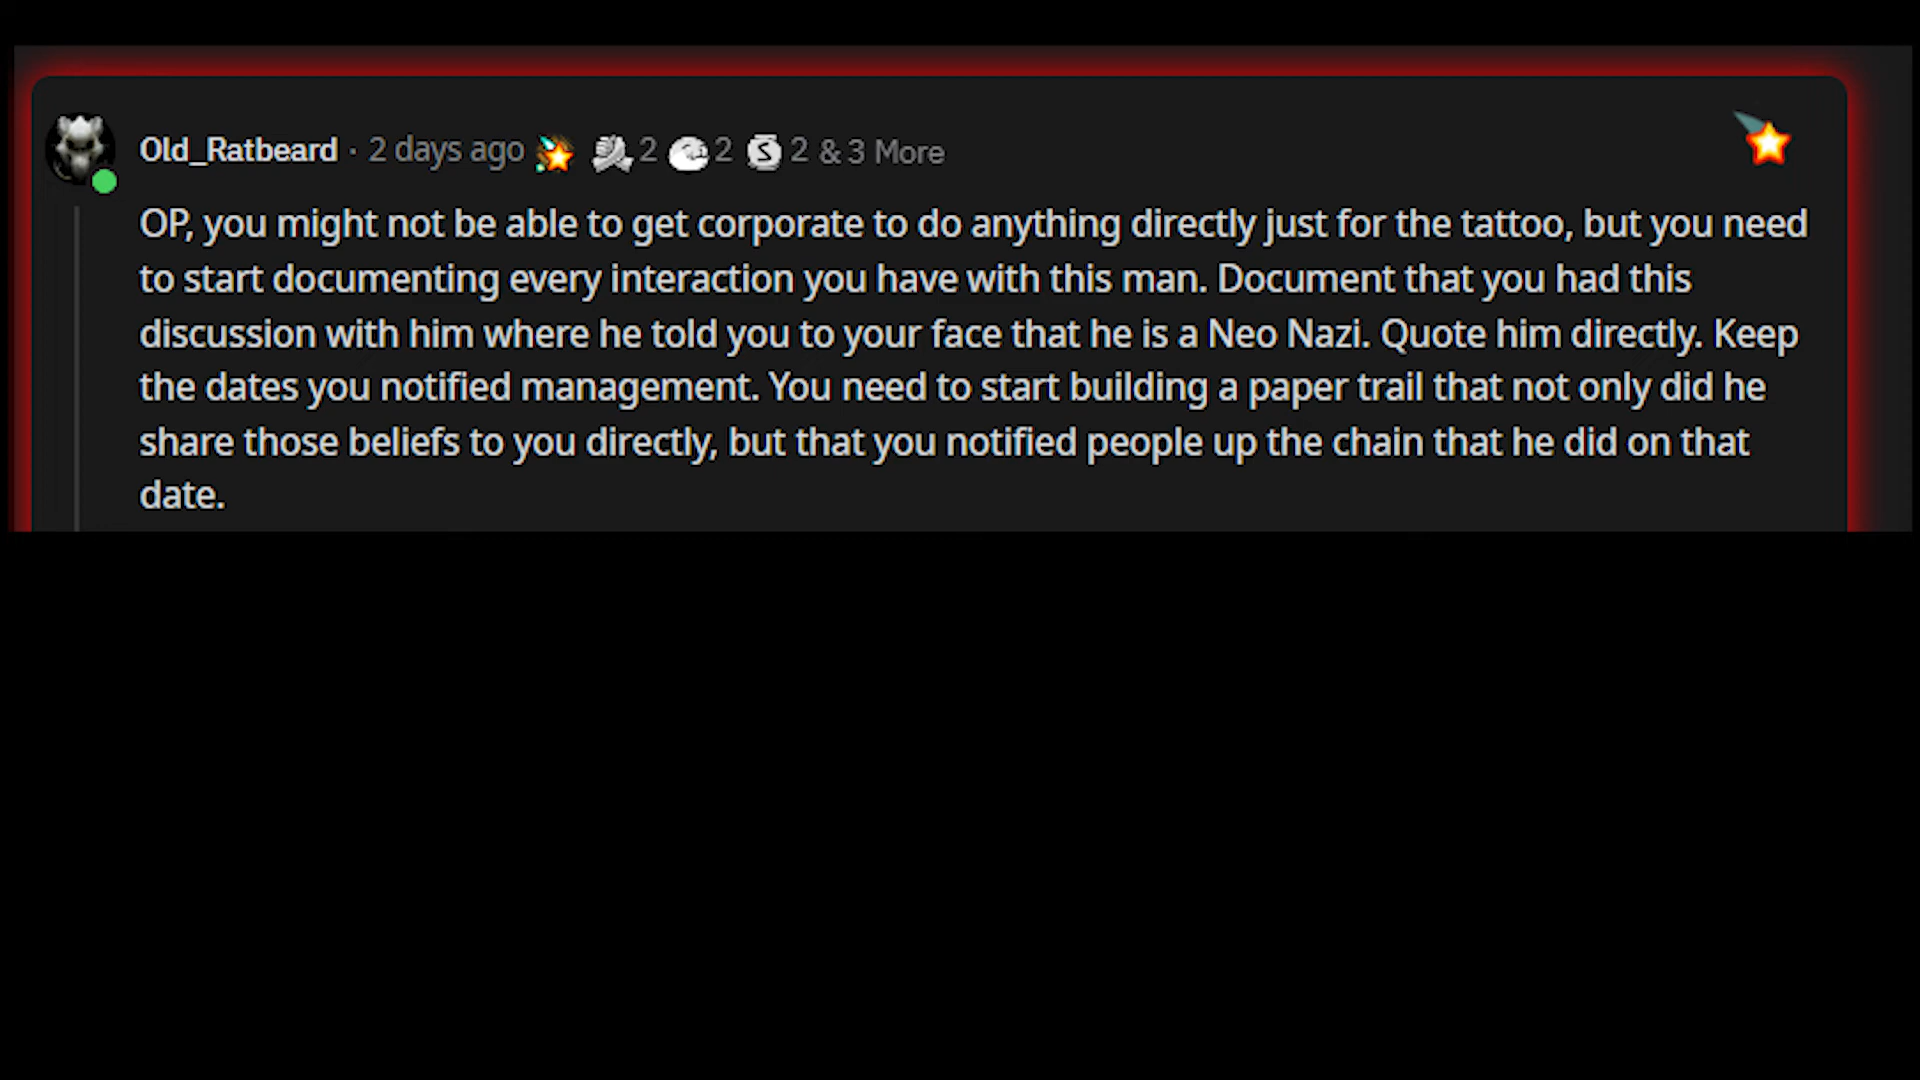 Old_Ratbeard · 2 days ago 2 2 2 & 3 More
OP, you might not be able to get corporate to do anything directly just for the tattoo, but you need
to start documenting every interaction you have with this man. Document that you had this
discussion with him where he told you to your face that he is a Neo Nazi. Quote him directly. Keep
the dates you notified management. You need to start building a paper trail that not only did he
share those beliefs to you directly, but that you notified people up the chain that he did on that
date.